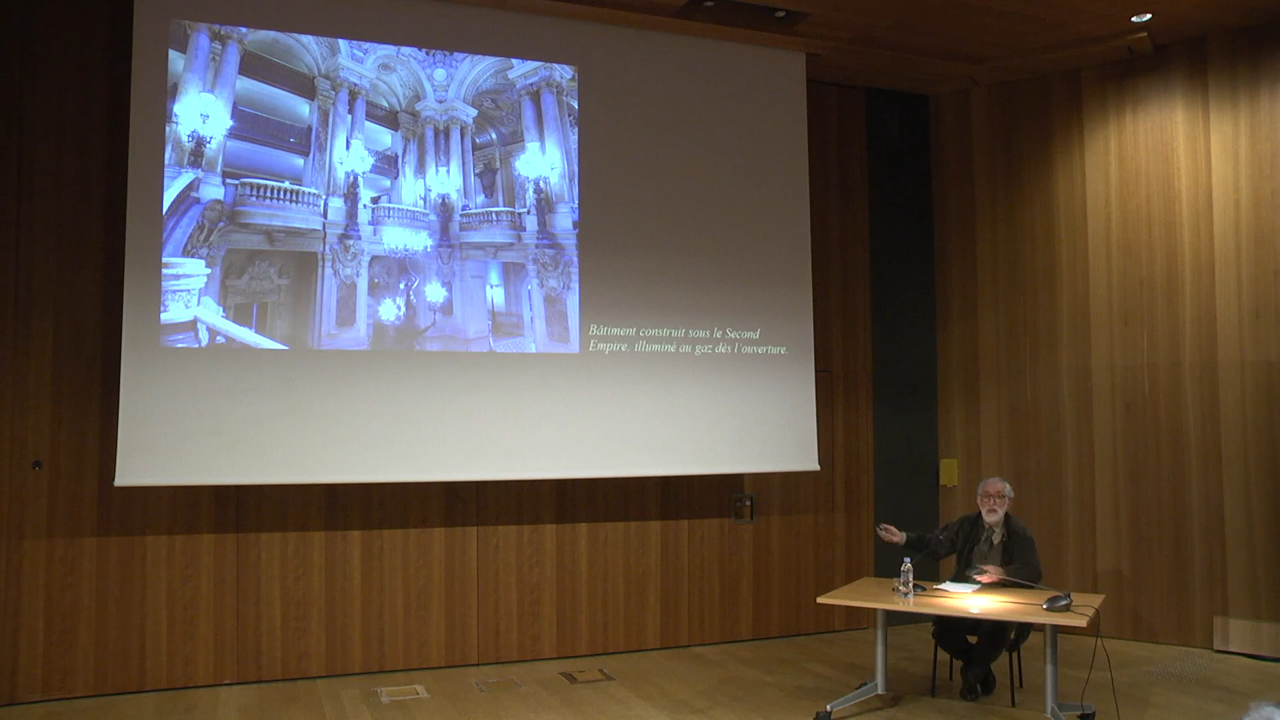 Bâtiment construit sous le Second
Empire, illuminé au gaz dès l'ouverture.